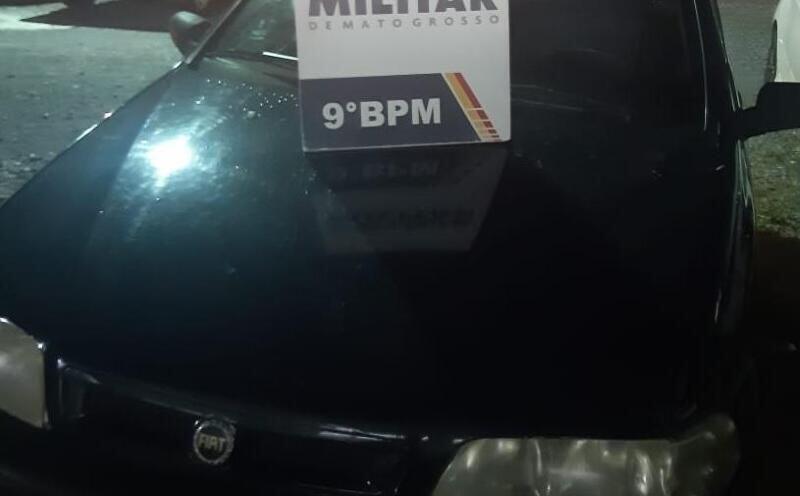 MILITAR
DE MATO GROSSO
9°BPM
FIAT